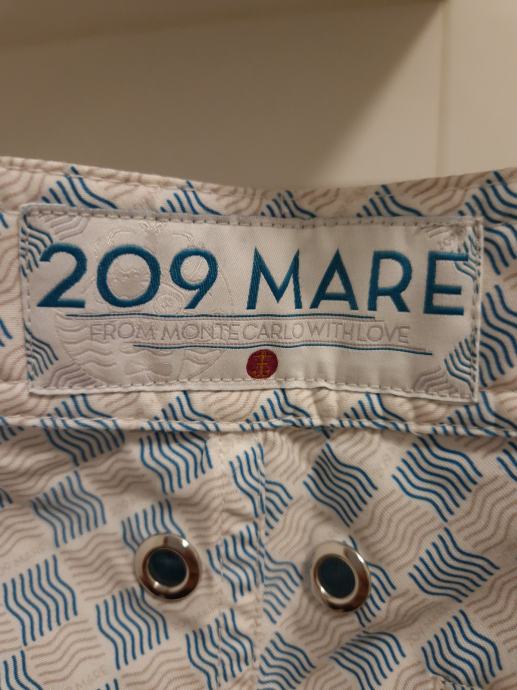 209 MARE
FROM MONTE CARLO WITH LOVE